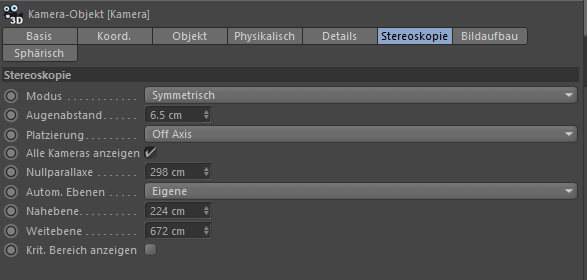 3D Kamera-Objekt [Kamera]
Basis Koord. Objekt Physikalisch Details Stereoskopie Bildaufbau
Sphärisch
Stereoskopie
Modus . . . . . . . . . . . . Symmetrisch
Augenabstand. . . . . . 6.5 cm
Platzierung . . . . . . . . Off Axis
Alle Kameras anzeigen
Nullparallaxe . . . . . . 298 cm
Autom. Ebenen . . . . . Eigene
Nahebene. . . . . . . . . 224 cm
Weitebene . . . . . . . . 672 cm
Krit. Bereich anzeigen